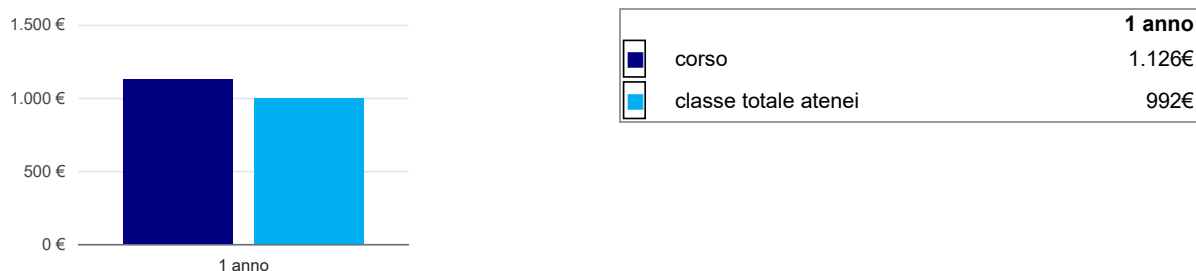 1.500 €
1.000 €
500 €
0 €
1 anno
1 anno
corso 1.126€
classe totale atenei 992€